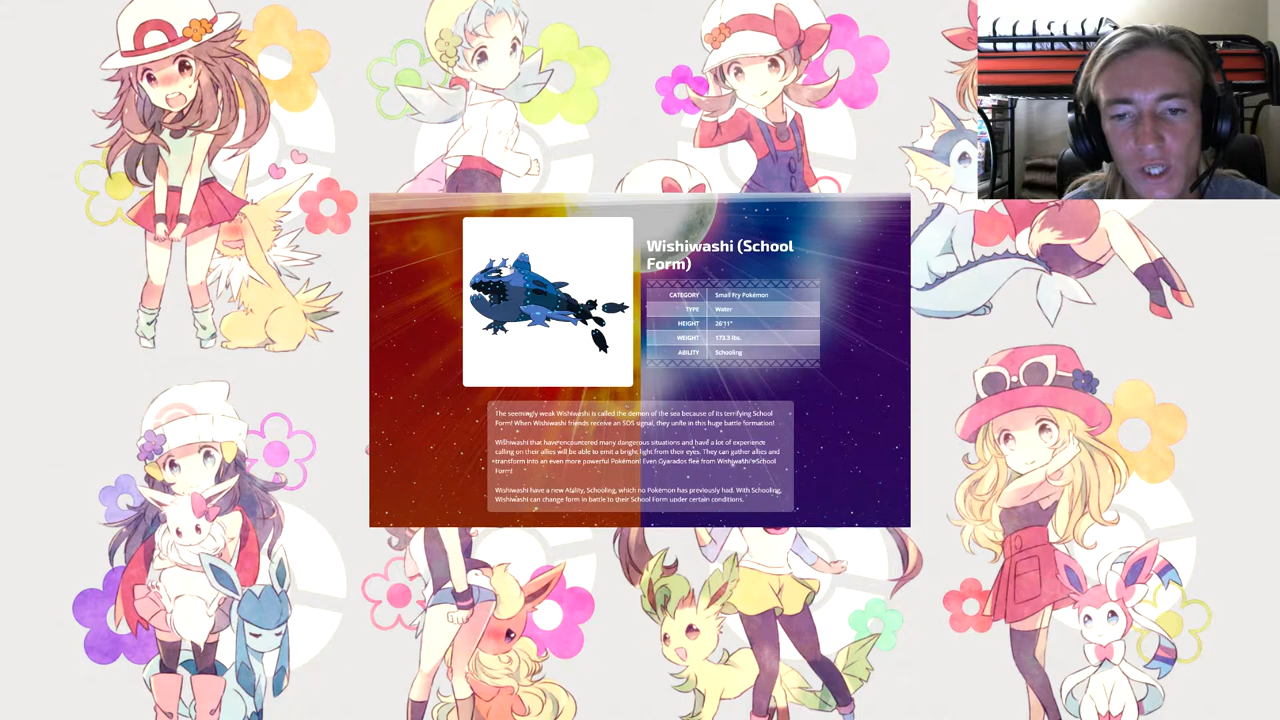 Wishiwashi (School
Form)
CATEGORY Small Fry Pokémon
TYPE Water
HEIGHT 26'11"
WEIGHT 173.3 lbs.
ABILITY Schooling
The seemingly weak Wishiwashi is called the demon of the sea because of its terrifying School
Form! When Wishiwashi friends receive an SOS signal, they unite in this huge battle formation!
Wishiwashi that have encountered many dangerous situations and have a lot of experience
calling on their allies will be able to emit a bright light from their eyes. They can gather allies and
transform into an even more powerful Pokémon! Even Gyarados flee from Wishiwashi's School
Form!
Wishiwashi have a new Ability, Schooling, which no Pokémon has previously had. With Schooling,
Wishiwashi can change form in battle to their School Form under certain conditions.